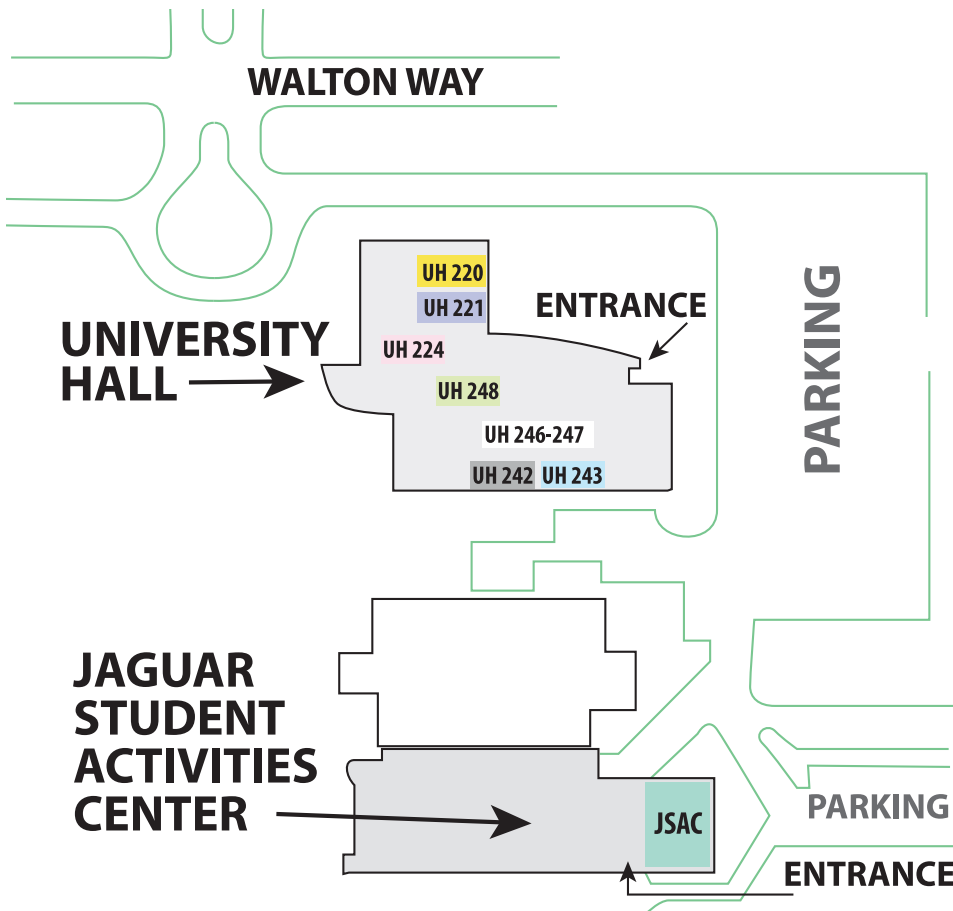 WALTON WAY
UH 220
UH 221
ENTRANCE
UNIVERSITY
HALL
UH 224
UH 248
UH 246-247
UH 242
UH 243
PARKING
JAGUAR
STUDENT
ACTIVITIES
CENTER
JSAC
PARKING
ENTRANCE